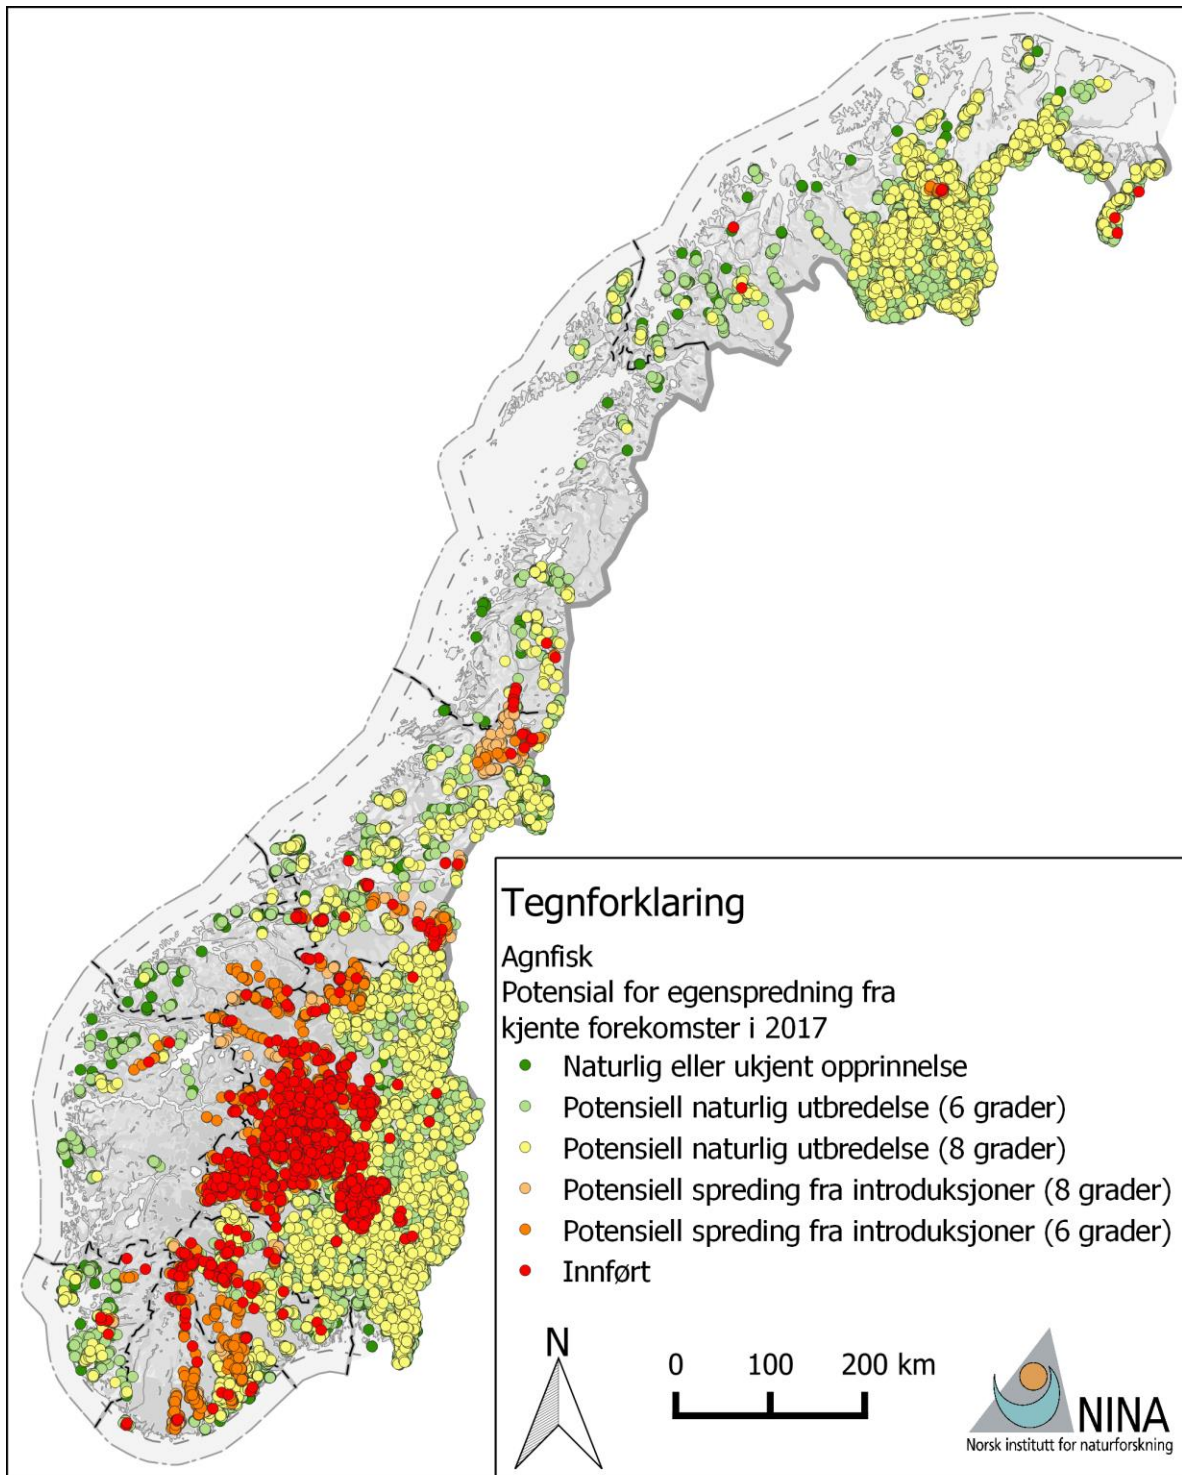 Tegnforklaring
Agnfisk
Potensial for egenspredning fra
kjente forekomster i 2017
Naturlig eller ukjent opprinnelse
Potensiell naturlig utbredelse (6 grader)
Potensiell naturlig utbredelse (8 grader)
Potensiell spreding fra introduksjoner (8 grader)
Potensiell spreding fra introduksjoner (6 grader)
Innført
N
0 100 200 km
NINA
Norsk institutt for naturforskning